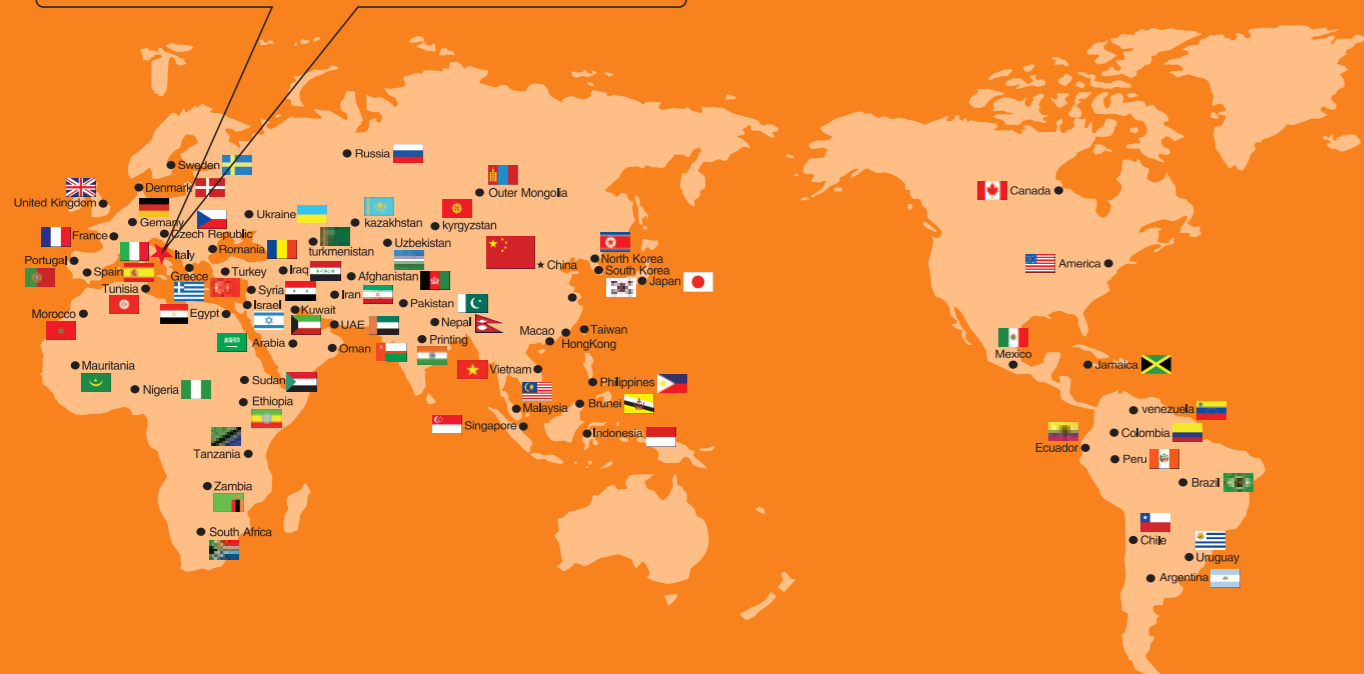 Russia
Sweden
Denmark
Outer Mongolia
United Kingdom
Canada
Ukraine
Gemany
kazakhstan
kyrgyzstan
France
Czech Republic
Romania
turkmenistan
Uzbekistan
Italy
North Korea
Portugal
China
America
Spain
Greece
Turkey
Iraq
Afghanistan
South Korea
Japan
Tunisia
Syria
Iran
Israel
Pakistan
Morocco
Egypt
Kuwait
UAE
Nepal
Macao
Taiwan
Arabia
Oman
Printing
HongKong
Mexico
Mauritania
Vietnam
Jamaica
Nigeria
Sudan
Philippines
Ethiopia
Malaysia
Brunei
venezuela
Singapore
Indonesia
Colombia
Tanzania
Ecuador
Peru
Zambia
Brazil
South Africa
Chile
Uruguay
Argentina